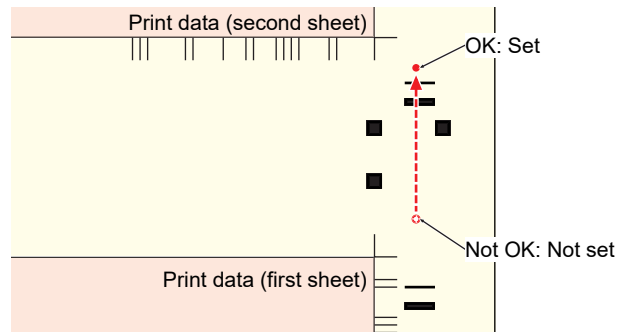 Print data (second sheet)
OK: Set
Not OK: Not set
Print data (first sheet)